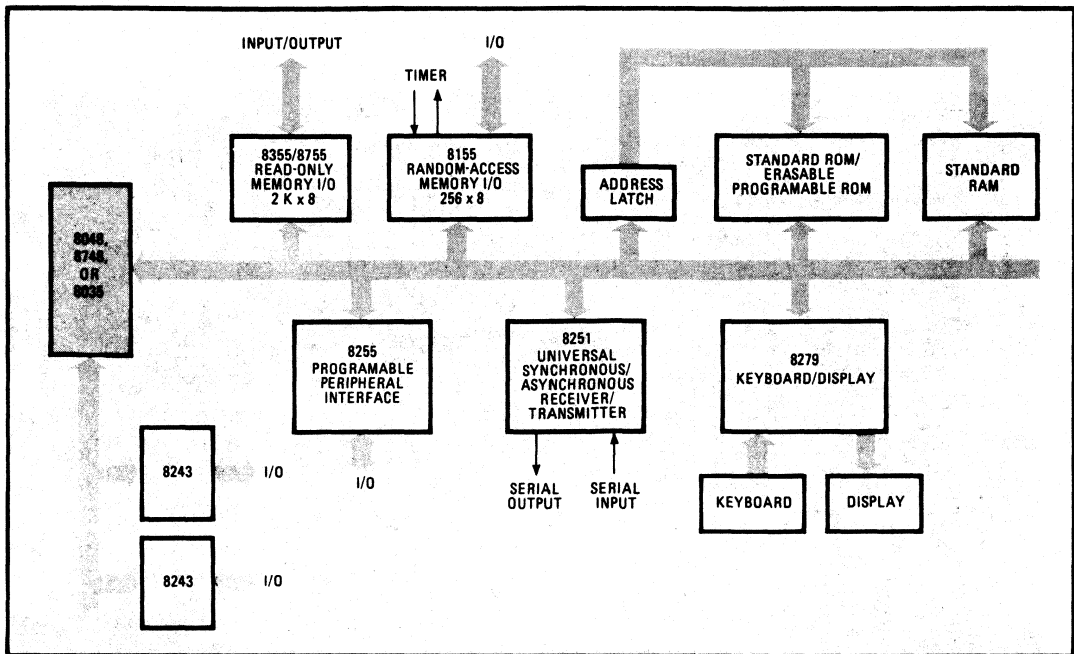 INPUT/OUTPUT
I/O
TIMER
8355/8755
READ-ONLY
MEMORY I/O
2 K x 8
8155
RANDOM-ACCESS
MEMORY I/O
256 x 8
ADDRESS
LATCH
STANDARD ROM/
ERASABLE
PROGRAMABLE ROM
STANDARD
RAM
8048,
8748,
OR
8035
8255
PROGRAMABLE
PERIPHERAL
INTERFACE
8251
UNIVERSAL
SYNCHRONOUS/
ASYNCHRONOUS
RECEIVER/
TRANSMITTER
8279
KEYBOARD/DISPLAY
8243
I/O
I/O
SERIAL
OUTPUT
SERIAL
INPUT
KEYBOARD
DISPLAY
8243
I/O